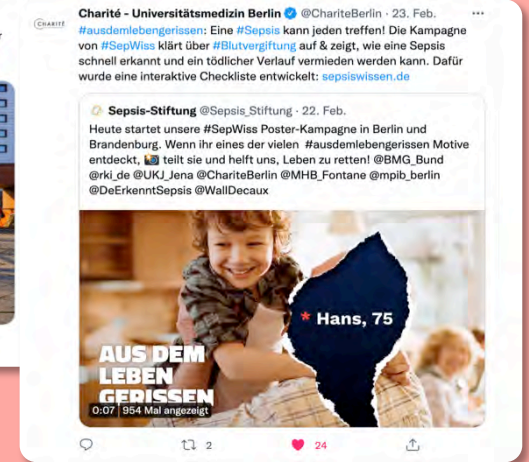 CHARITÉ
Charité - Universitätsmedizin Berlin @ChariteBerlin · 23. Feb.
#ausdemlebengerissen: Eine #Sepsis kann jeden treffen! Die Kampagne
von #SepWiss klärt über #Blutvergiftung auf & zeigt, wie eine Sepsis
schnell erkannt und ein tödlicher Verlauf vermieden werden kann. Dafür
wurde eine interaktive Checkliste entwickelt: sepsiswissen.de
Sepsis-Stiftung @Sepsis_Stiftung · 22. Feb.
Heute startet unsere #SepWiss Poster-Kampagne in Berlin und
Brandenburg. Wenn ihr eines der vielen #ausdemlebengerissen Motive
entdeckt, 📸 teilt sie und helft uns, Leben zu retten! @BMG_Bund
@rki_de @UKJ_Jena @ChariteBerlin @MHB_Fontane @mpib_berlin
@DeErkenntSepsis @WallDecaux
* Hans, 75
AUS DEM
LEBEN
GERISSEN
0:07 954 Mal angezeigt
2 24